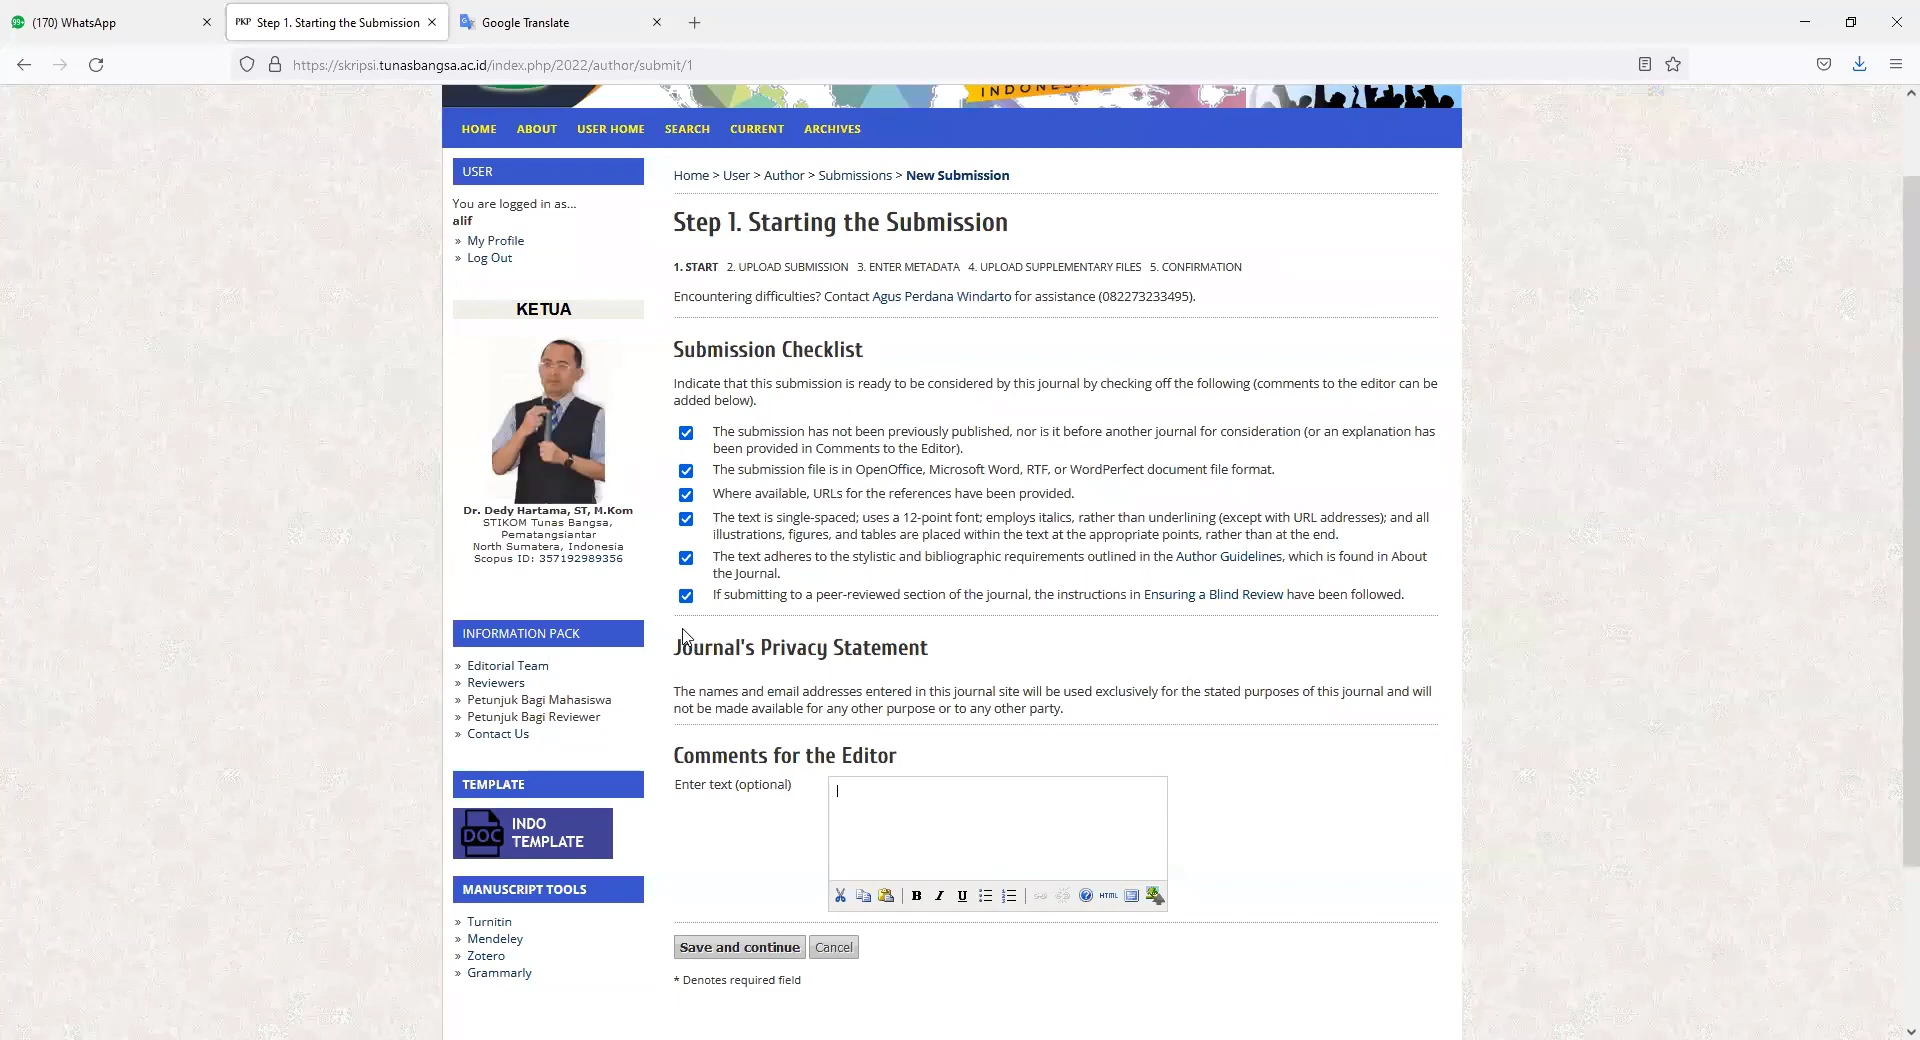 (170) WhatsApp
PKP Step 1. Starting the Submission
Google Translate
https://skripsi.tunasbangsa.ac.id/index.php/2022/author/submit/1
HOME ABOUT USER HOME SEARCH CURRENT ARCHIVES
USER
You are logged in as...
alif
» My Profile
» Log Out
KETUA
Dr. Dedy Hartama, ST, M.Kom
STIKOM Tunas Bangsa,
Pematangsiantar
North Sumatera, Indonesia
Scopus ID: 357192989356
INFORMATION PACK
» Editorial Team
» Reviewers
» Petunjuk Bagi Mahasiswa
» Petunjuk Bagi Reviewer
» Contact Us
TEMPLATE
DOC INDO
TEMPLATE
MANUSCRIPT TOOLS
» Turnitin
» Mendeley
» Zotero
» Grammarly
Home > User > Author > Submissions > New Submission
Step 1. Starting the Submission
1. START 2. UPLOAD SUBMISSION 3. ENTER METADATA 4. UPLOAD SUPPLEMENTARY FILES 5. CONFIRMATION
Encountering difficulties? Contact Agus Perdana Windarto for assistance (082273233495).
Submission Checklist
Indicate that this submission is ready to be considered by this journal by checking off the following (comments to the editor can be
added below).
The submission has not been previously published, nor is it before another journal for consideration (or an explanation has
been provided in Comments to the Editor).
The submission file is in OpenOffice, Microsoft Word, RTF, or WordPerfect document file format.
Where available, URLs for the references have been provided.
The text is single-spaced; uses a 12-point font; employs italics, rather than underlining (except with URL addresses); and all
illustrations, figures, and tables are placed within the text at the appropriate points, rather than at the end.
The text adheres to the stylistic and bibliographic requirements outlined in the Author Guidelines, which is found in About
the Journal.
If submitting to a peer-reviewed section of the journal, the instructions in Ensuring a Blind Review have been followed.
Journal's Privacy Statement
The names and email addresses entered in this journal site will be used exclusively for the stated purposes of this journal and will
not be made available for any other purpose or to any other party.
Comments for the Editor
Enter text (optional)
B I U HTML
Save and continue Cancel
* Denotes required field